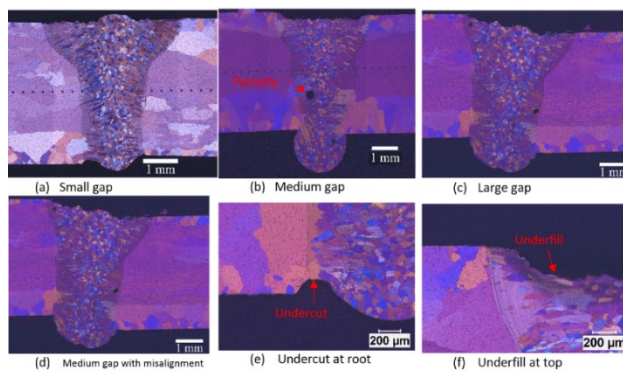 Porosity
1 mm
1 mm
1 mm
(a) Small gap
(b) Medium gap
(c) Large gap
Undercut
Underfill
1 mm
200 µm
200 µm
(d) Medium gap with misalignment
(e) Undercut at root
(f) Underfill at top